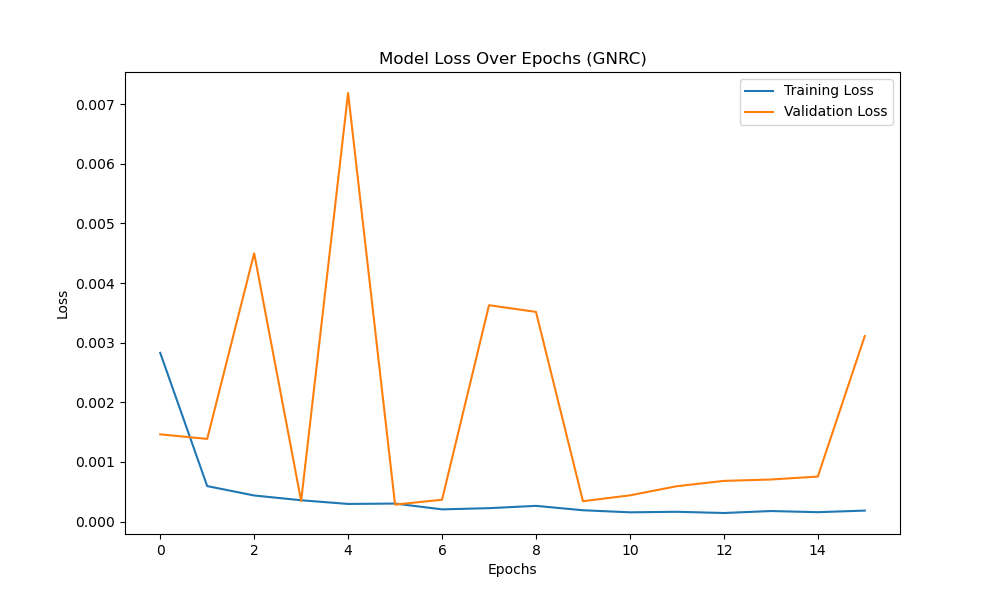 Model Loss Over Epochs (GNRC)
Training Loss
Validation Loss
0.007
0.006
0.005
0.004
0.003
0.002
0.001
0.000
Loss
0 2 4 6 8 10 12 14
Epochs